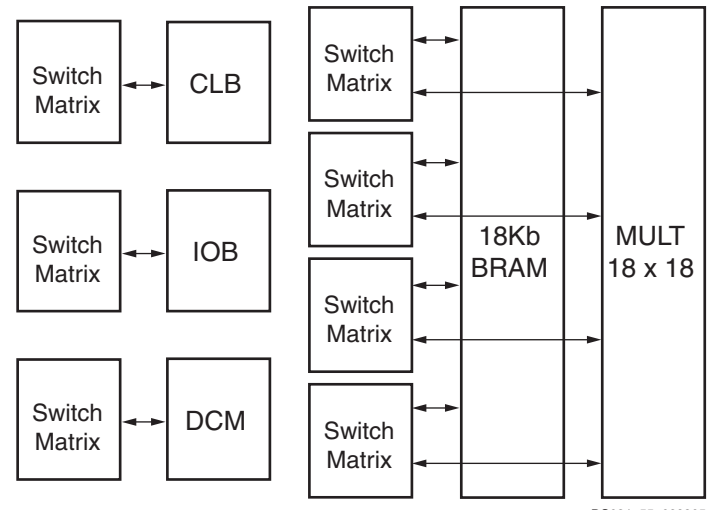 Switch
Matrix
CLB
Switch
Matrix
IOB
Switch
Matrix
DCM
Switch
Matrix
Switch
Matrix
Switch
Matrix
Switch
Matrix
18Kb
BRAM
MULT
18 x 18